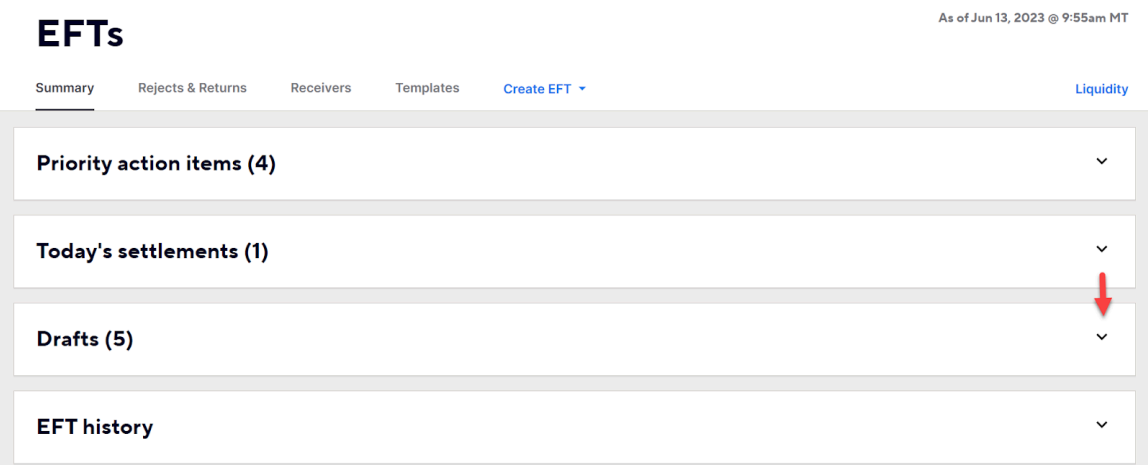 EFTs
As of Jun 13, 2023 @ 9:55am MT
Summary Rejects & Returns Receivers Templates Create EFT Liquidity
Priority action items (4)
Today's settlements (1)
Drafts (5)
EFT history